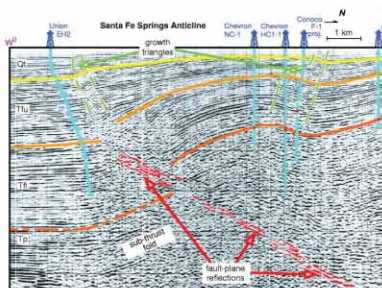 Union
EH2
Santa Fe Springs Anticline
Chevron
NC-1
Chevron
HC1-1
Conoco
F-1
proj.
N
1 km
growth
triangles
Qt
Tfu
Tfl
Tp
sub-thrust
fold
fault-plane
reflections